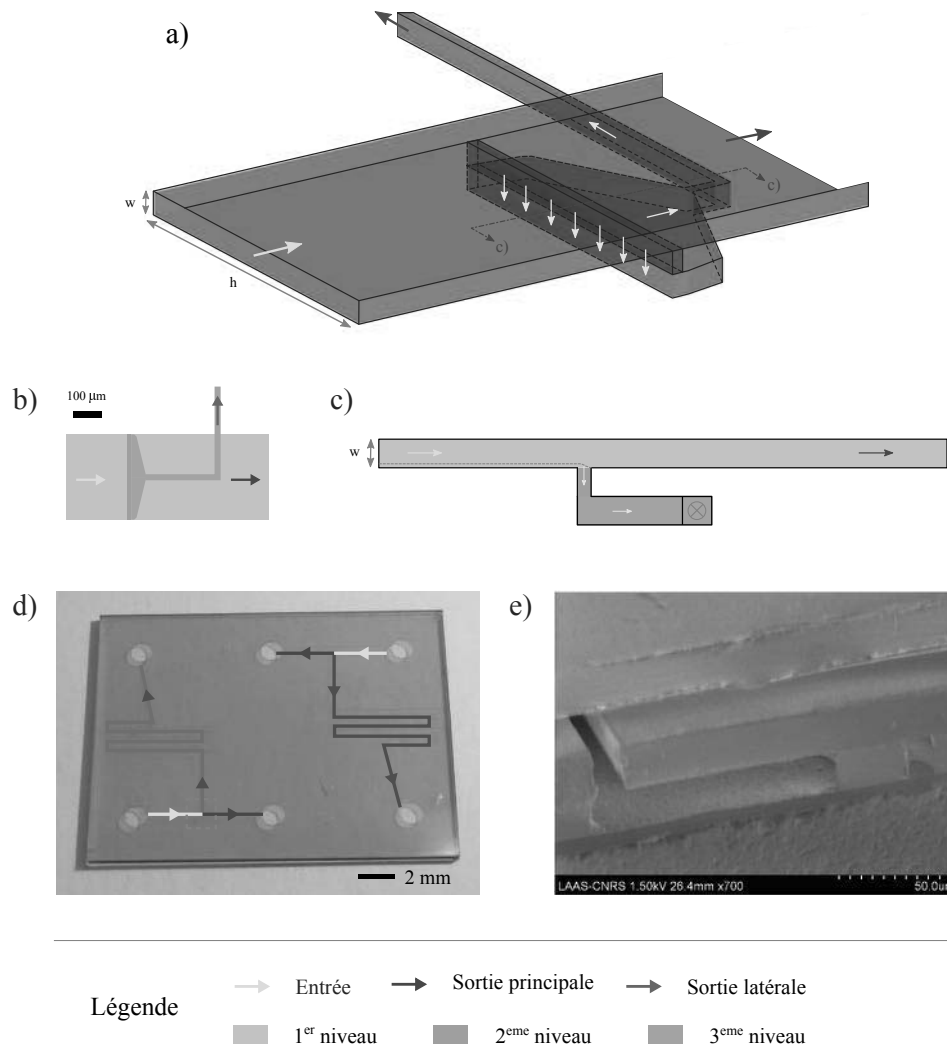 a)
w
h
c)
c)
b)
100 µm
c)
w
d)
2 mm
e)
LAAS-CNRS 1.50kV 26.4mm x700
50.0um
Légende
Entrée
Sortie principale
Sortie latérale
1er niveau
2eme niveau
3eme niveau